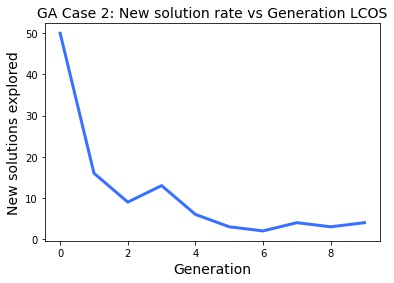 GA Case 2: New solution rate vs Generation LCOS
50
40
30
20
10
0
New solutions explored
0 2 4 6 8
Generation